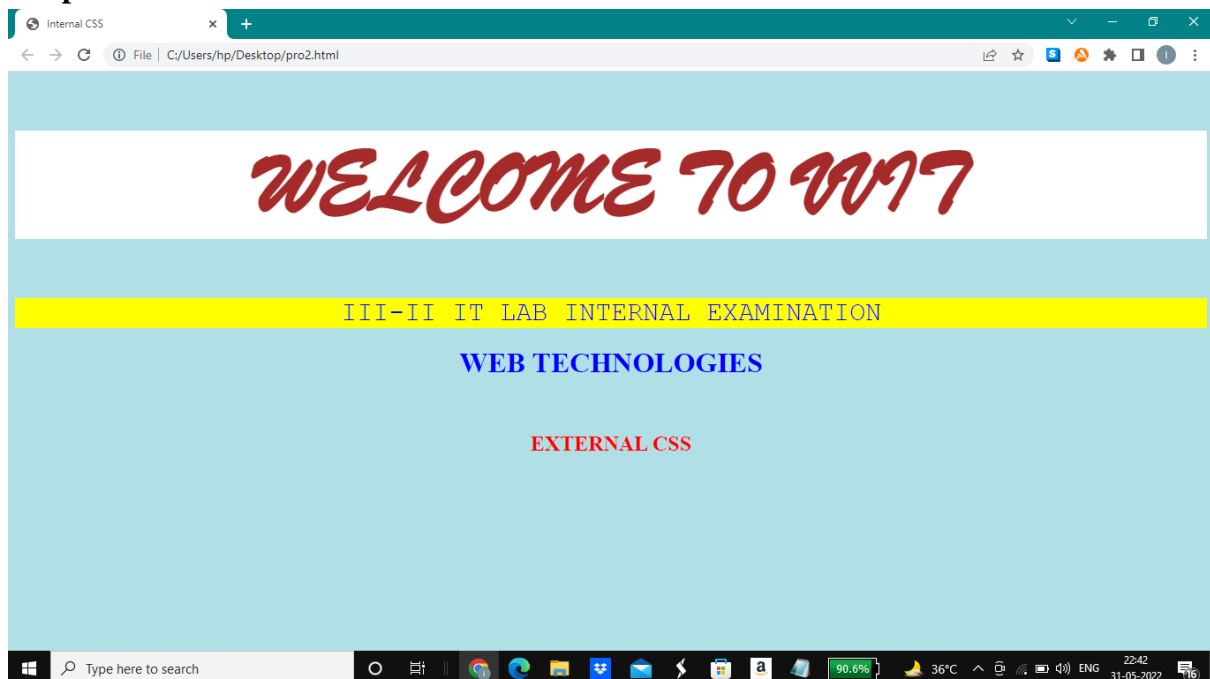 Internal CSS
File | C:/Users/hp/Desktop/pro2.html
S
I
WELCOME TO VVIT
III-II IT LAB INTERNAL EXAMINATION
WEB TECHNOLOGIES
EXTERNAL CSS
Type here to search
a
90.6%
36°C
ENG
22:42
31-05-2022
16